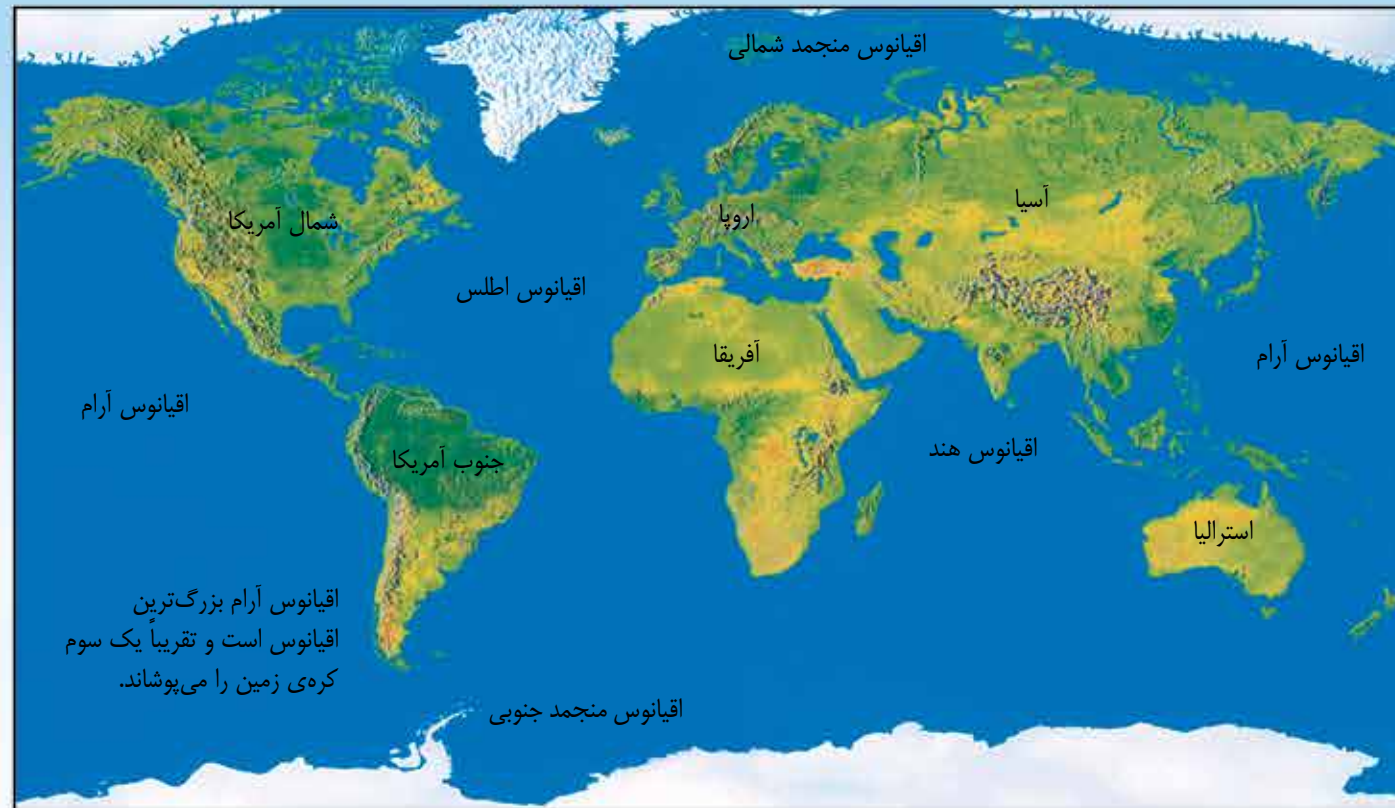 اقیانوس منجمد شمالی
آسیا
اروپا
شمال آمریکا
اقیانوس اطلس
آفریقا
اقیانوس آرام
اقیانوس آرام
اقیانوس هند
جنوب آمریکا
استرالیا
اقیانوس آرام بزرگ‌ترین
اقیانوس است و تقریباً یک سوم
کره‌ی زمین را می‌پوشاند.
اقیانوس منجمد جنوبی